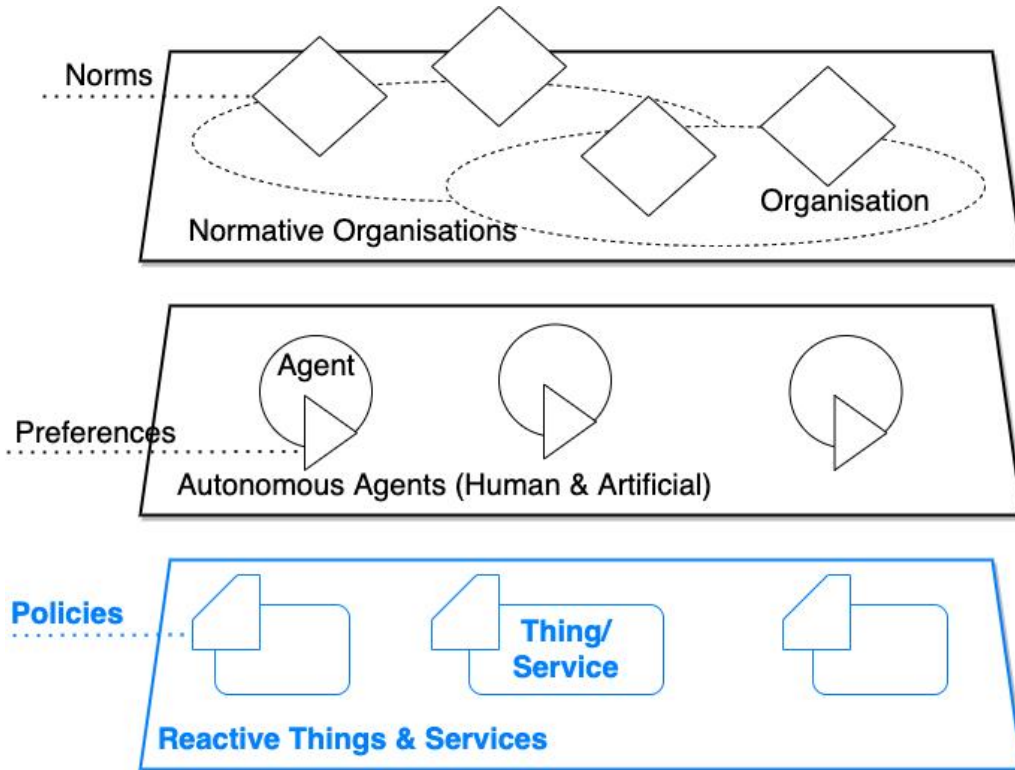 Norms
Organisation
Normative Organisations
Agent
Preferences
Autonomous Agents (Human & Artificial)
Policies
Thing/
Service
Reactive Things & Services